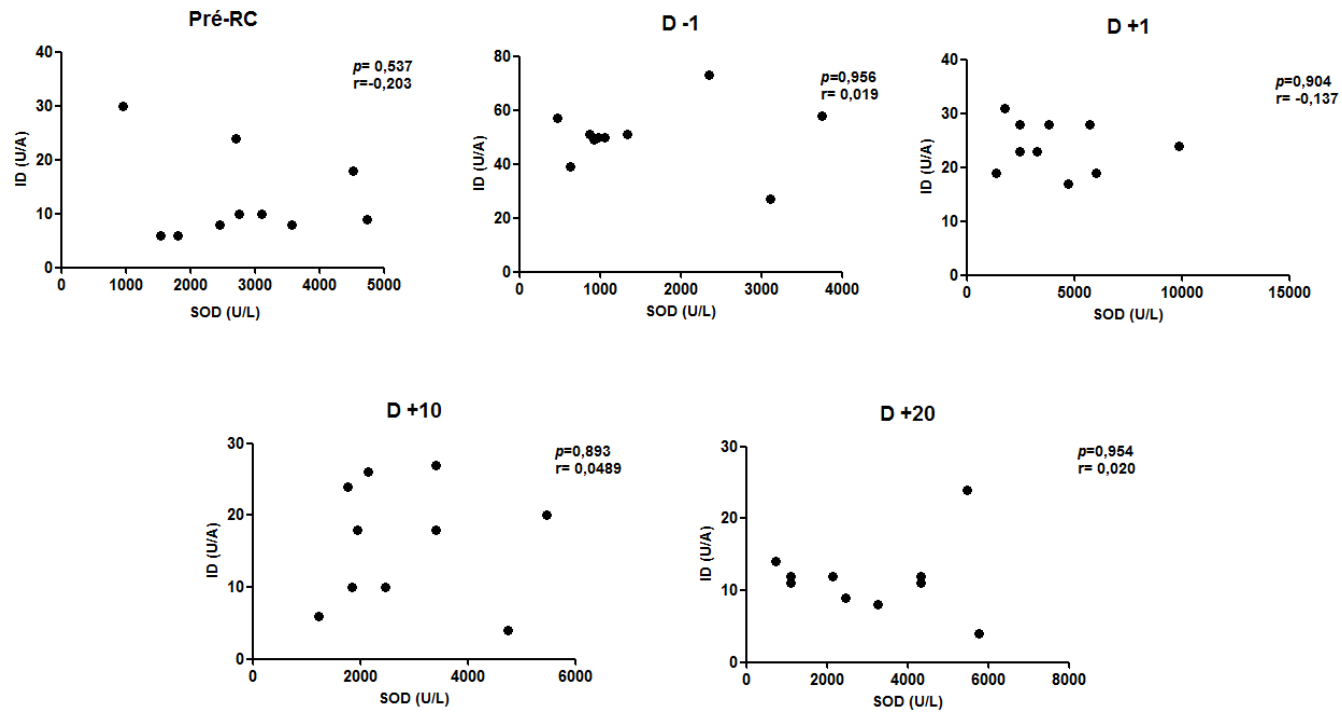 Pré-RC
p= 0,537
r=-0,203
40
30
20
10
0
ID (U/A)
0 1000 2000 3000 4000 5000
SOD (U/L)
D -1
p=0,956
r= 0,019
80
60
40
20
0
ID (U/A)
0 1000 2000 3000 4000
SOD (U/L)
D +1
p=0,904
r= -0,137
40
30
20
10
0
ID (U/A)
0 5000 10000 15000
SOD (U/L)
D +10
p=0,893
r= 0,0489
30
20
10
0
ID (U/A)
0 2000 4000 6000
SOD (U/L)
D +20
p=0,954
r= 0,020
30
20
10
0
ID (U/A)
0 2000 4000 6000 8000
SOD (U/L)